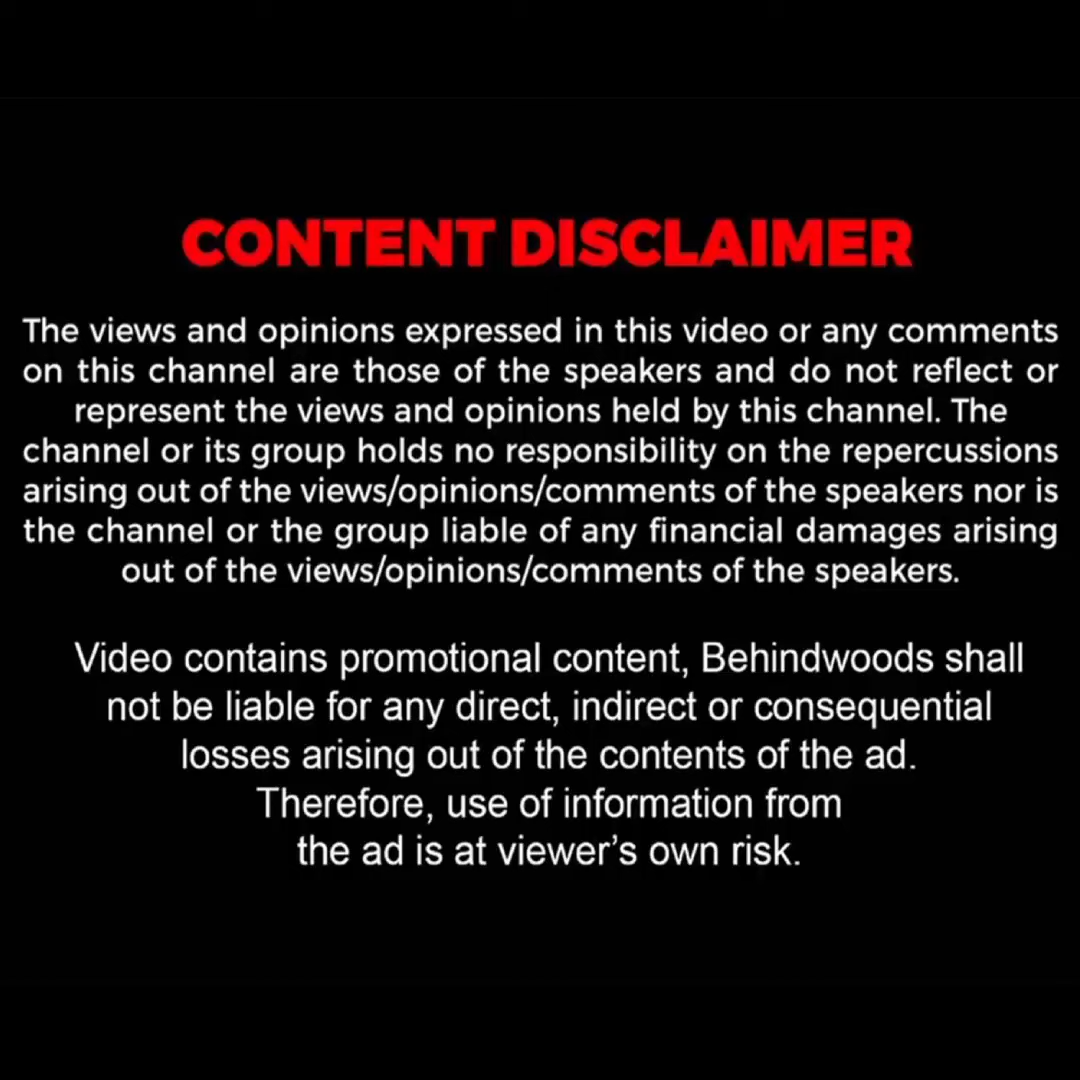 CONTENT DISCLAIMER
The views and opinions expressed in this video or any comments
on this channel are those of the speakers and do not reflect or
represent the views and opinions held by this channel. The
channel or its group holds no responsibility on the repercussions
arising out of the views/opinions/comments of the speakers nor is
the channel or the group liable of any financial damages arising
out of the views/opinions/comments of the speakers.
Video contains promotional content, Behindwoods shall
not be liable for any direct, indirect or consequential
losses arising out of the contents of the ad.
Therefore, use of information from
the ad is at viewer’s own risk.